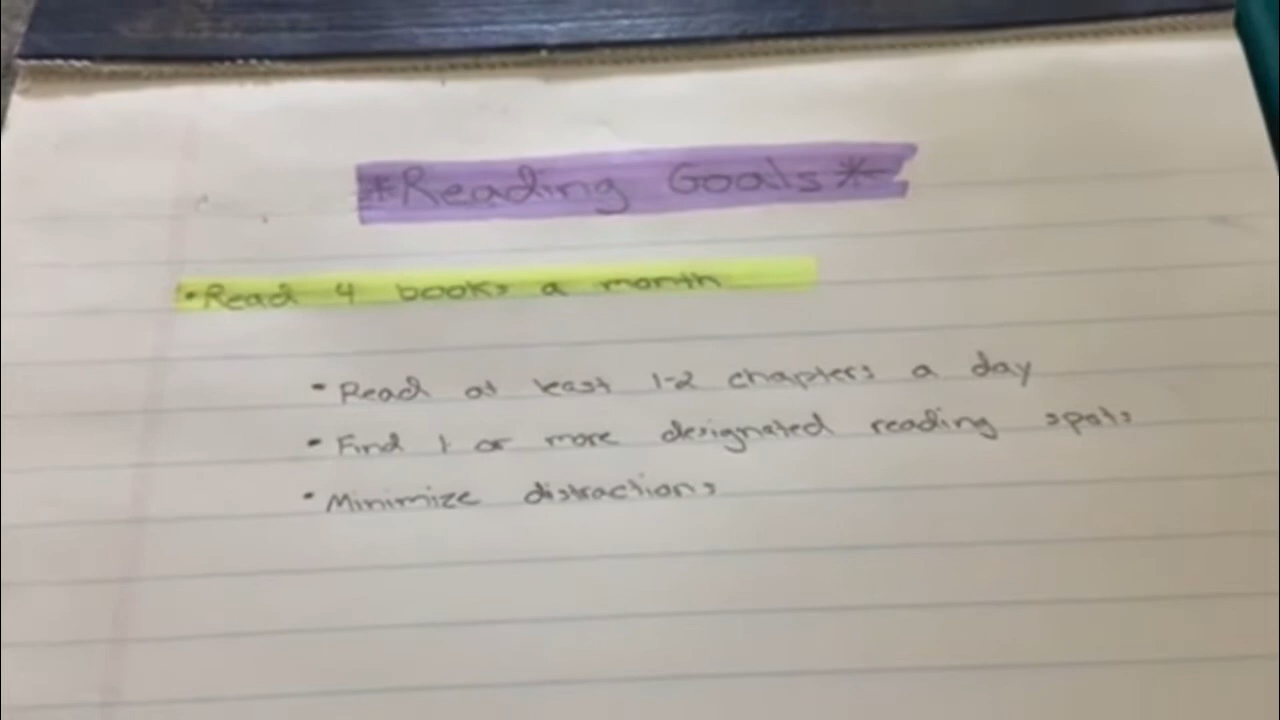 *Reading Goals*
•Read 4 books a month
•Read at least 1-2 chapters a day
•Find 1 or more designated reading spots
•Minimize distractions